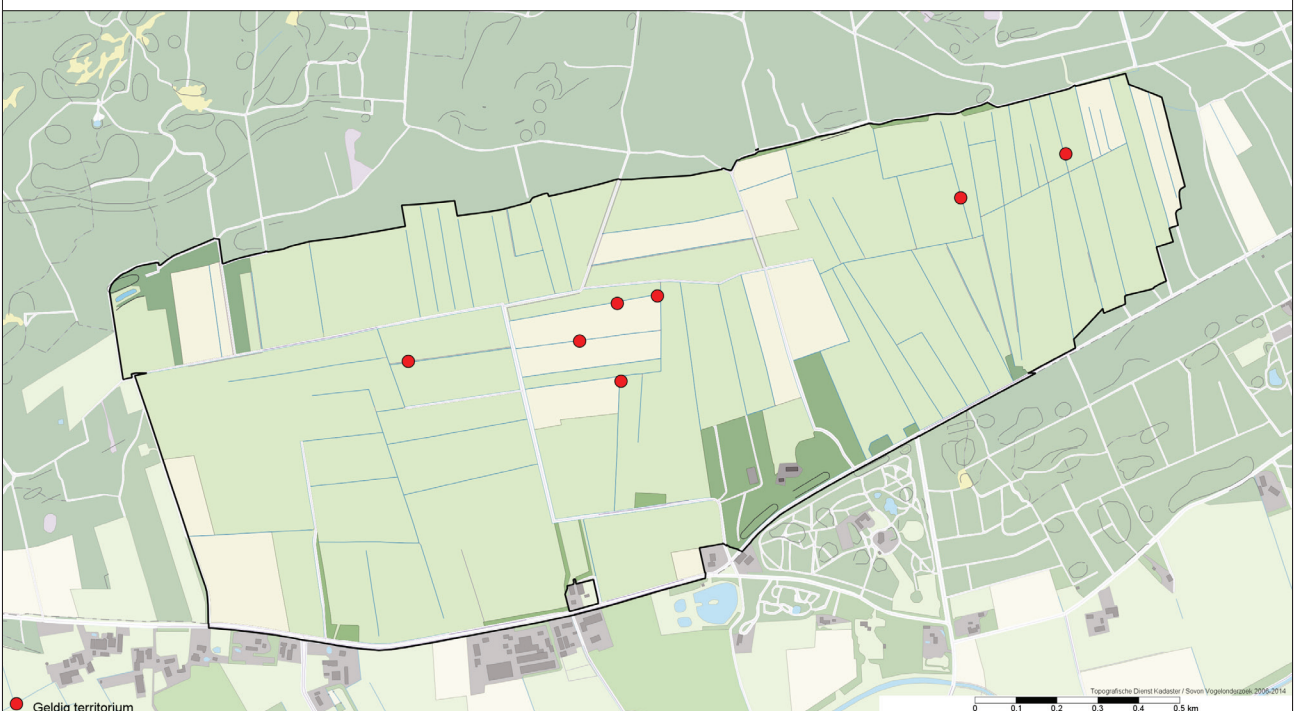 Topografische Dienst Kadaster / Sovon Vogelonderzoek 2006-2014
Geldig territorium
0 0.1 0.2 0.3 0.4 0.5 km